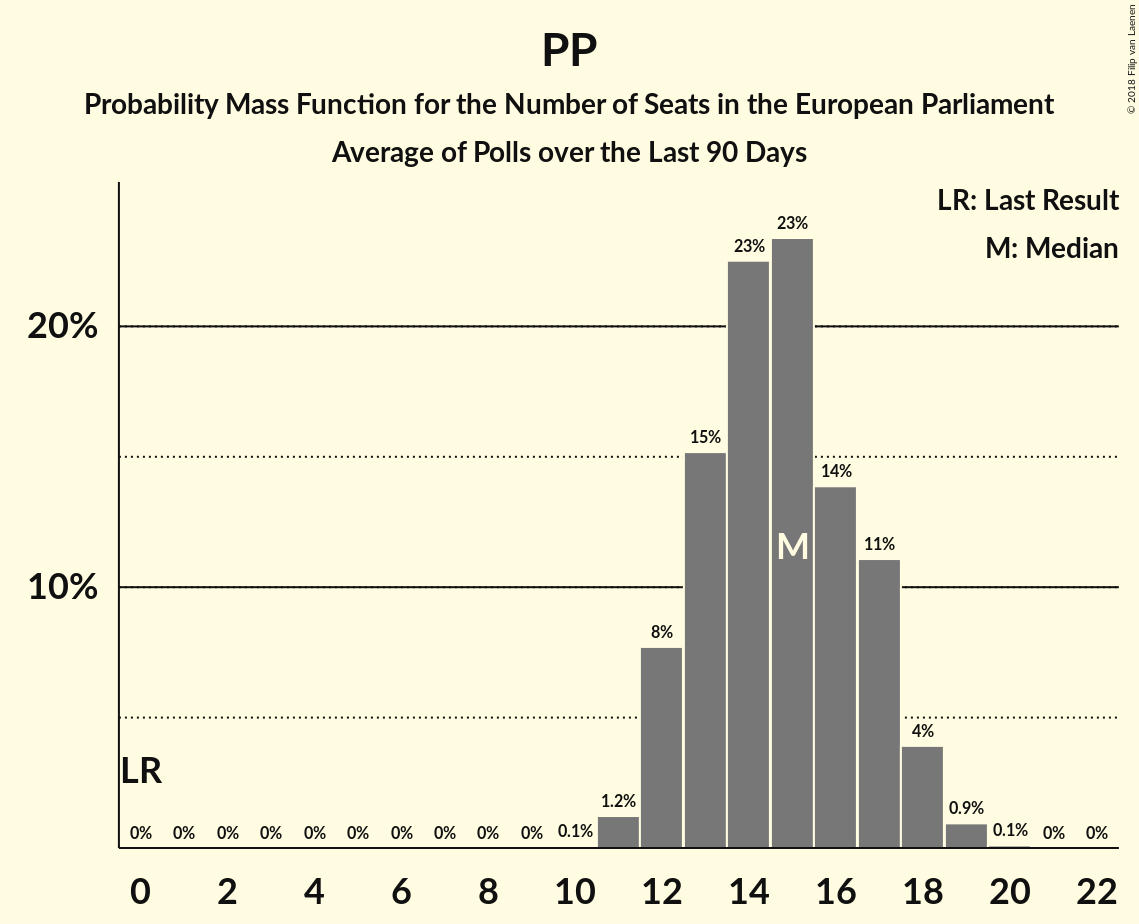 PP
Probability Mass Function for the Number of Seats in the European Parliament
Average of Polls over the Last 90 Days
© 2018 Filip van Laenen
LR: Last Result
M: Median
23%
23%
20%
15%
14%
M
11%
10%
8%
4%
LR
1.2%
0.9%
0% 0% 0% 0% 0% 0% 0% 0% 0% 0% 0.1% 0.1% 0% 0%
0 2 4 6 8 10 12 14 16 18 20 22